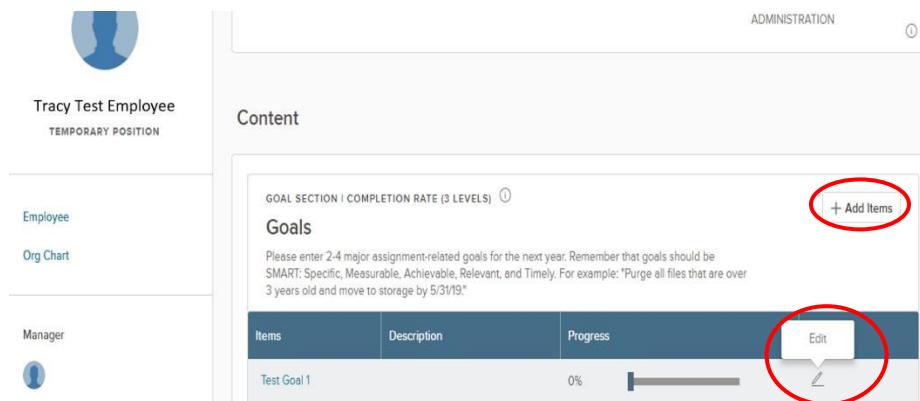 ADMINISTRATION
Tracy Test Employee
TEMPORARY POSITION
Employee
Org Chart
Manager
Content
GOAL SECTION | COMPLETION RATE (3 LEVELS)
+ Add Items
Goals
Please enter 2-4 major assignment-related goals for the next year. Remember that goals should be
SMART: Specific, Measurable, Achievable, Relevant, and Timely. For example: "Purge all files that are over
3 years old and move to storage by 5/31/19."
Items Description Progress Edit
Test Goal 1 0%